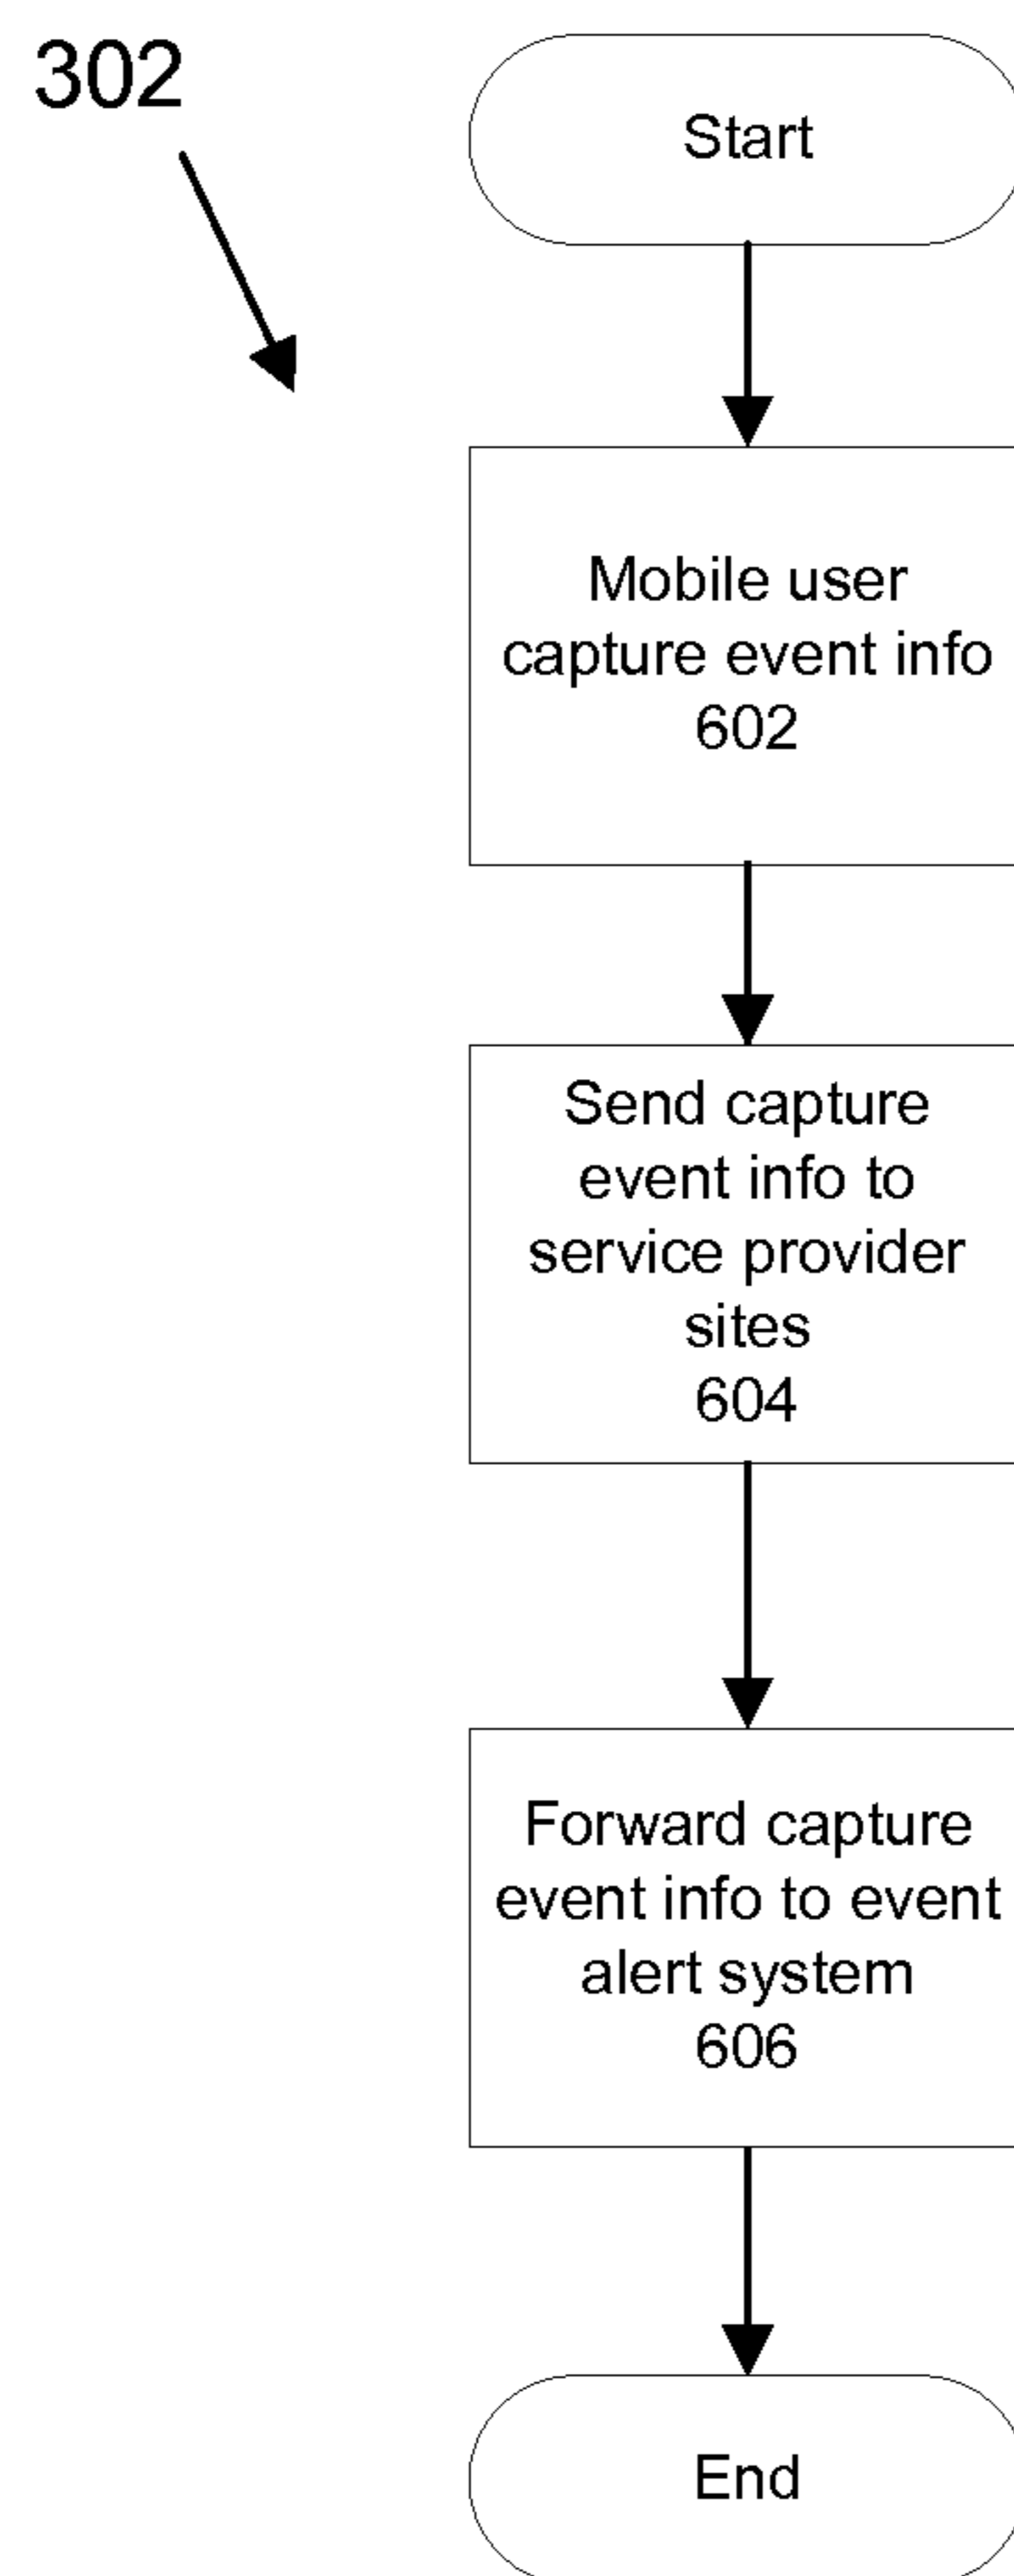 302
Start
Mobile user
capture event info
602
Send capture
event info to
service provider
sites
604
Forward capture
event info to event
alert system
606
End